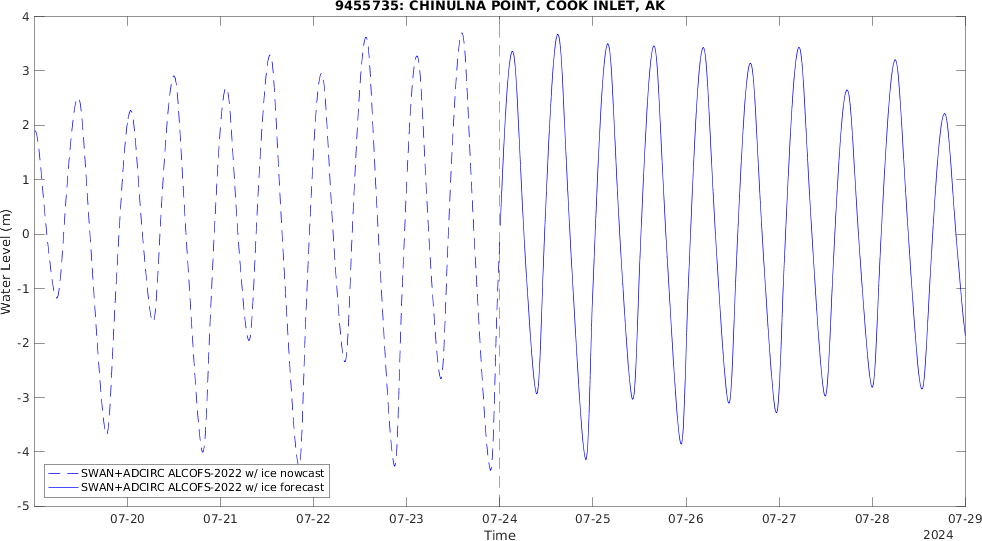 9455735: CHINULNA POINT, COOK INLET, AK
Water Level (m)
4
3
2
1
0
-1
-2
-3
-4
-5
SWAN+ADCIRC ALCOFS-2022 w/ ice nowcast
SWAN+ADCIRC ALCOFS-2022 w/ ice forecast
07-20 07-21 07-22 07-23 07-24 07-25 07-26 07-27 07-28 07-29
Time
2024